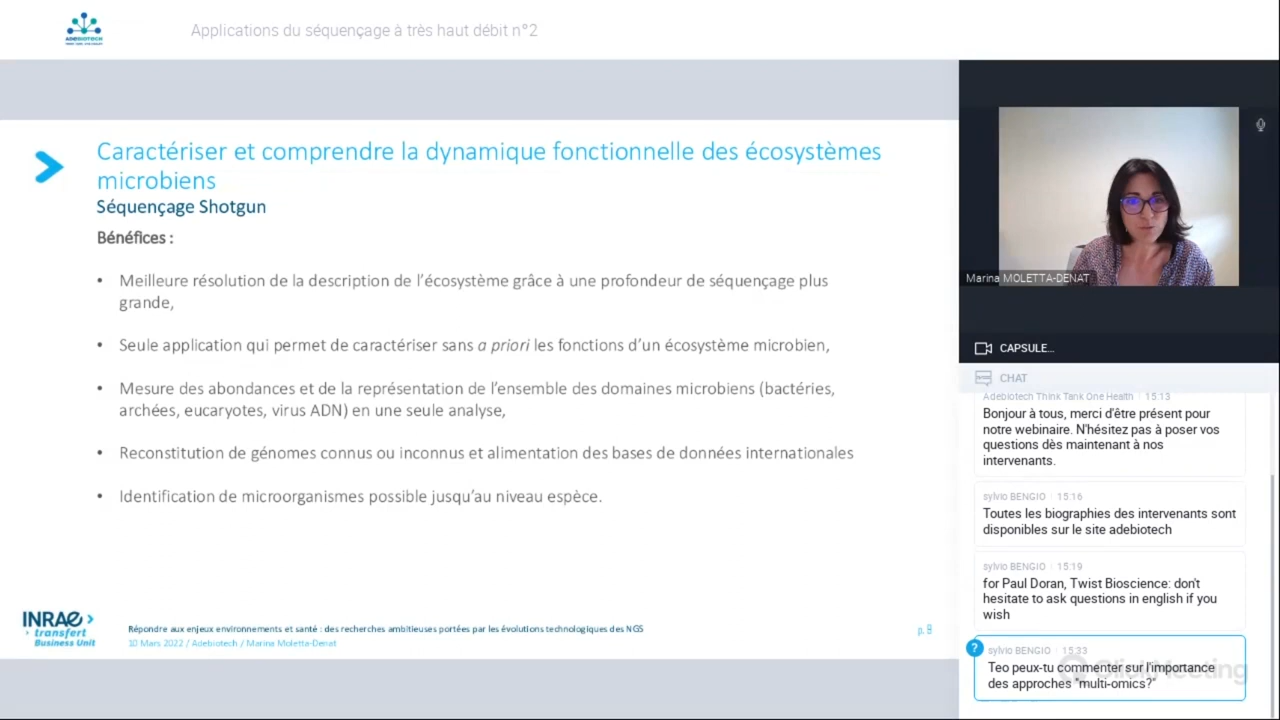 ADEBIOTECH
Applications du séquençage à très haut débit n°2
Caractériser et comprendre la dynamique fonctionnelle des écosystèmes
microbiens
Séquençage Shotgun
Bénéfices :
• Meilleure résolution de la description de l'écosystème grâce à une profondeur de séquençage plus
grande,
• Seule application qui permet de caractériser sans a priori les fonctions d'un écosystème microbien,
• Mesure des abondances et de la représentation de l'ensemble des domaines microbiens (bactéries,
archées, eucaryotes, virus ADN) en une seule analyse,
• Reconstitution de génomes connus ou inconnus et alimentation des bases de données internationales
• Identification de microorganismes possible jusqu'au niveau espèce.
INRAE
transfert
Business Unit
Répondre aux enjeux environnements et santé : des recherches ambitieuses portées par les évolutions technologiques des NGS
10 Mars 2022 / Adebiotech / Marina Moletta-Denat
p. 9
Marina MOLETTA-DENAT
CAPSULE...
CHAT
Adebiotech Think Tank One Health 15:13
Bonjour à tous, merci d'être présent pour
notre webinaire. N'hésitez pas à poser vos
questions dès maintenant à nos
intervenants.
sylvio BENGIO 15:16
Toutes les biographies des intervenants sont
disponibles sur le site adebiotech
sylvio BENGIO 15:19
for Paul Doran, Twist Bioscience: don't
hesitate to ask questions in english if you
wish
?
sylvio BENGIO 15:33
Teo peux-tu commenter sur l'importance
des approches "multi-omics?"
ClickMeeting